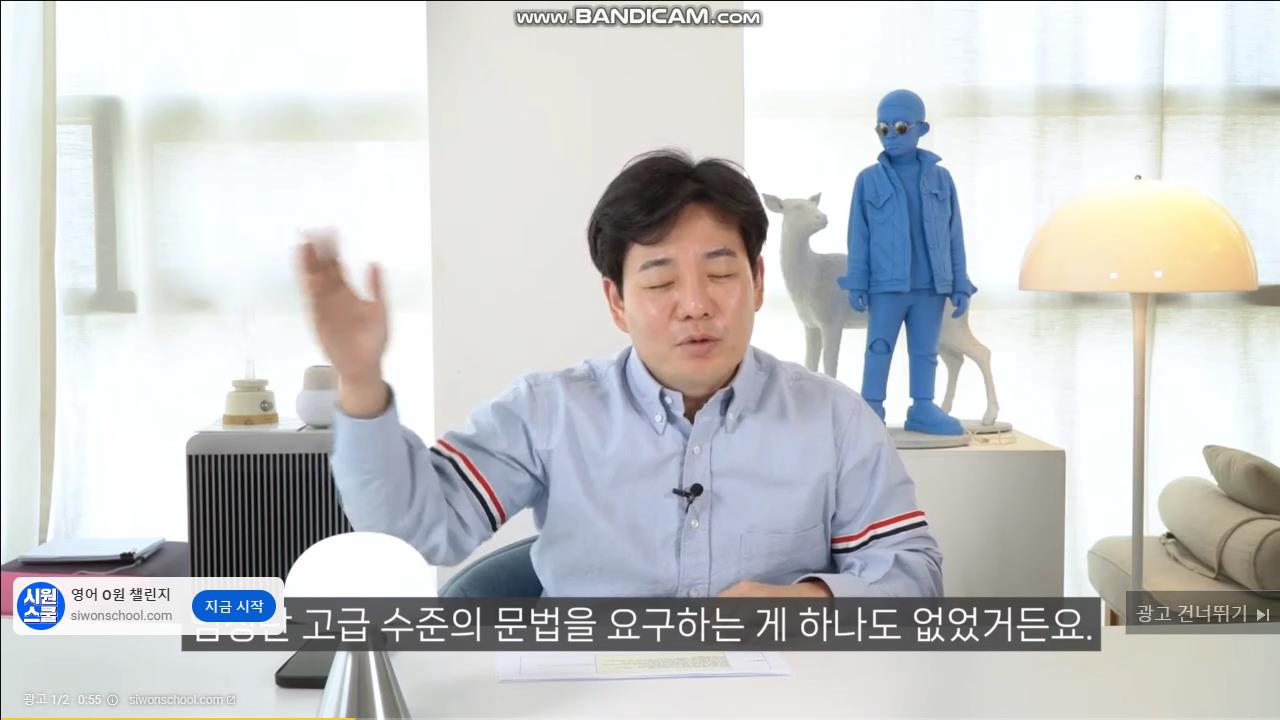 www.BANDICAM.com
시원
스쿨
영어 0원 챌린지
siwonschool.com
지금 시작
고급 수준의 문법을 요구하는 게 하나도 없었거든요.
광고 건너뛰기
광고 1/2 · 0:55
siwonschool.com